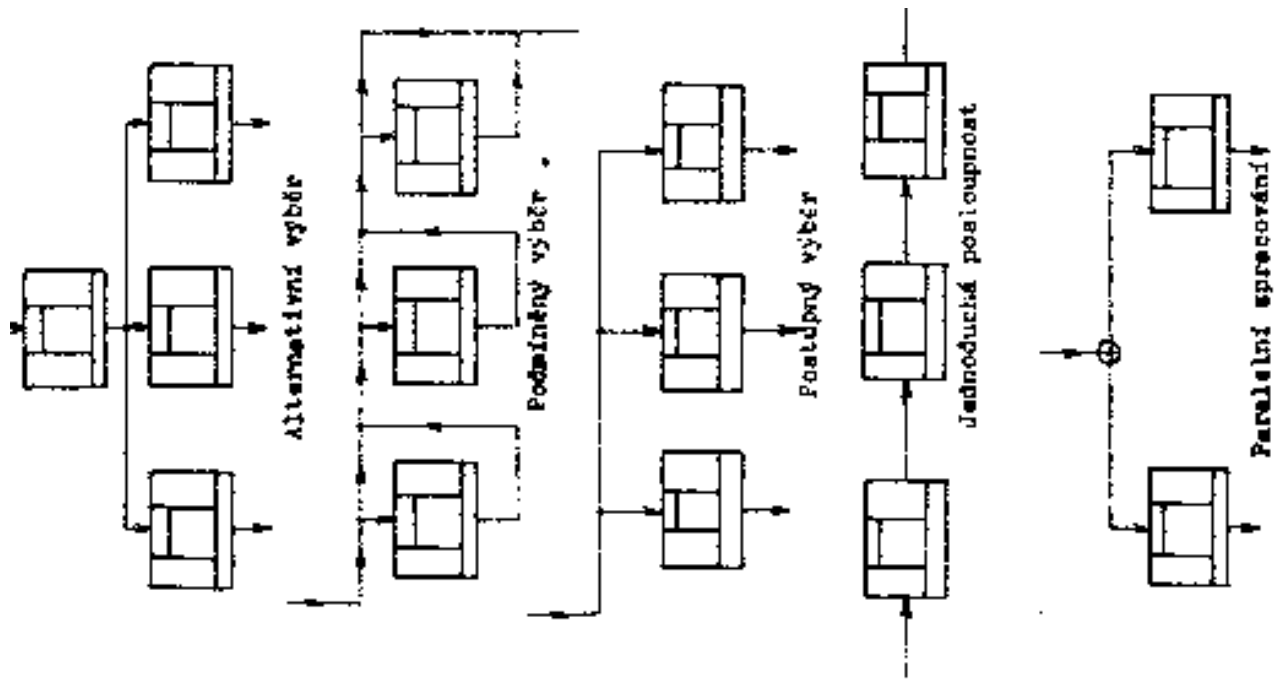 Alternativní výběr
Podmíněný výběr
Postupný výběr
Jednoduchá posloupnost
Paralelní zpracování